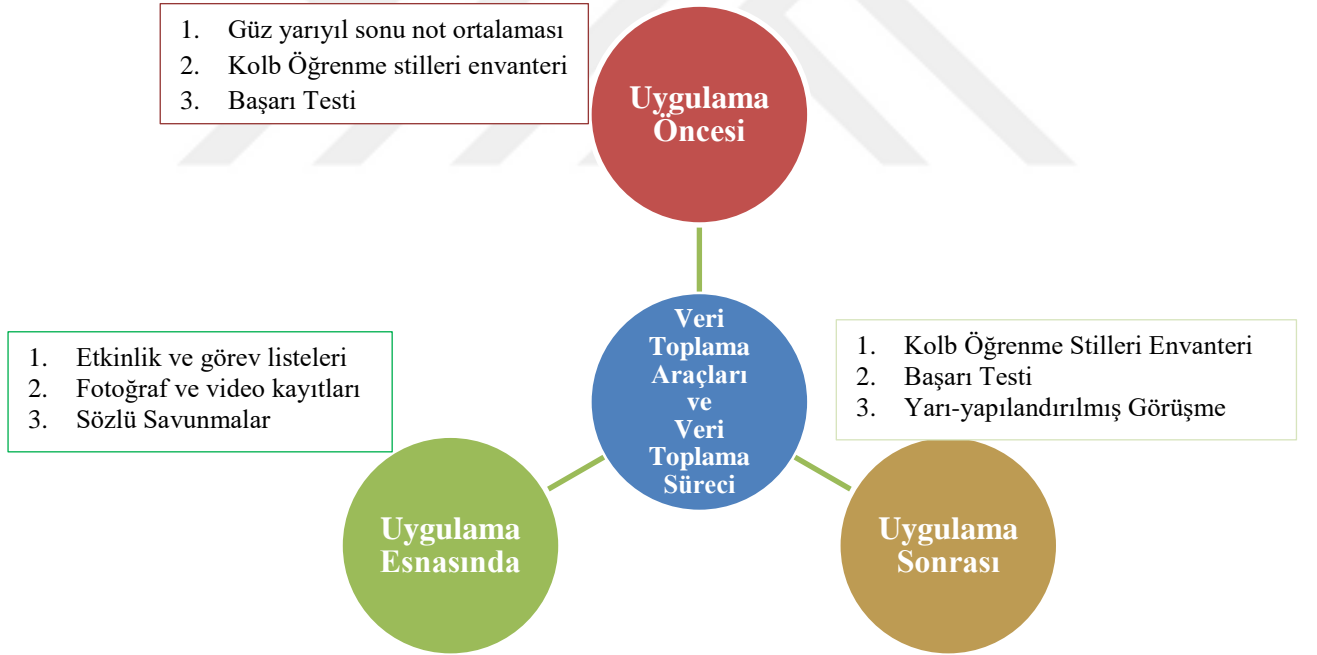 1. Güz yarıyıl sonu not ortalaması
2. Kolb Öğrenme stilleri envanteri
3. Başarı Testi
Uygulama
Öncesi
Veri
Toplama
Araçları
ve
Veri
Toplama
Süreci
1. Etkinlik ve görev listeleri
2. Fotoğraf ve video kayıtları
3. Sözlü Savunmalar
Uygulama
Esnasında
1. Kolb Öğrenme Stilleri Envanteri
2. Başarı Testi
3. Yarı-yapılandırılmış Görüşme
Uygulama
Sonrası